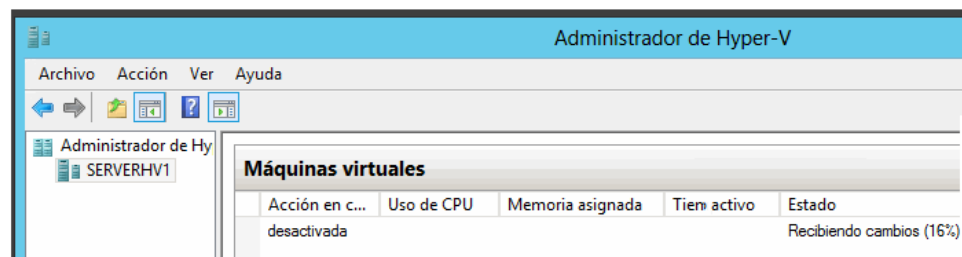 Administrador de Hyper-V
Archivo Acción Ver Ayuda
Administrador de Hy
SERVERHV1
Máquinas virtuales
Acción en c... Uso de CPU Memoria asignada Tiem activo Estado
desactivada Recibiendo cambios (16%)